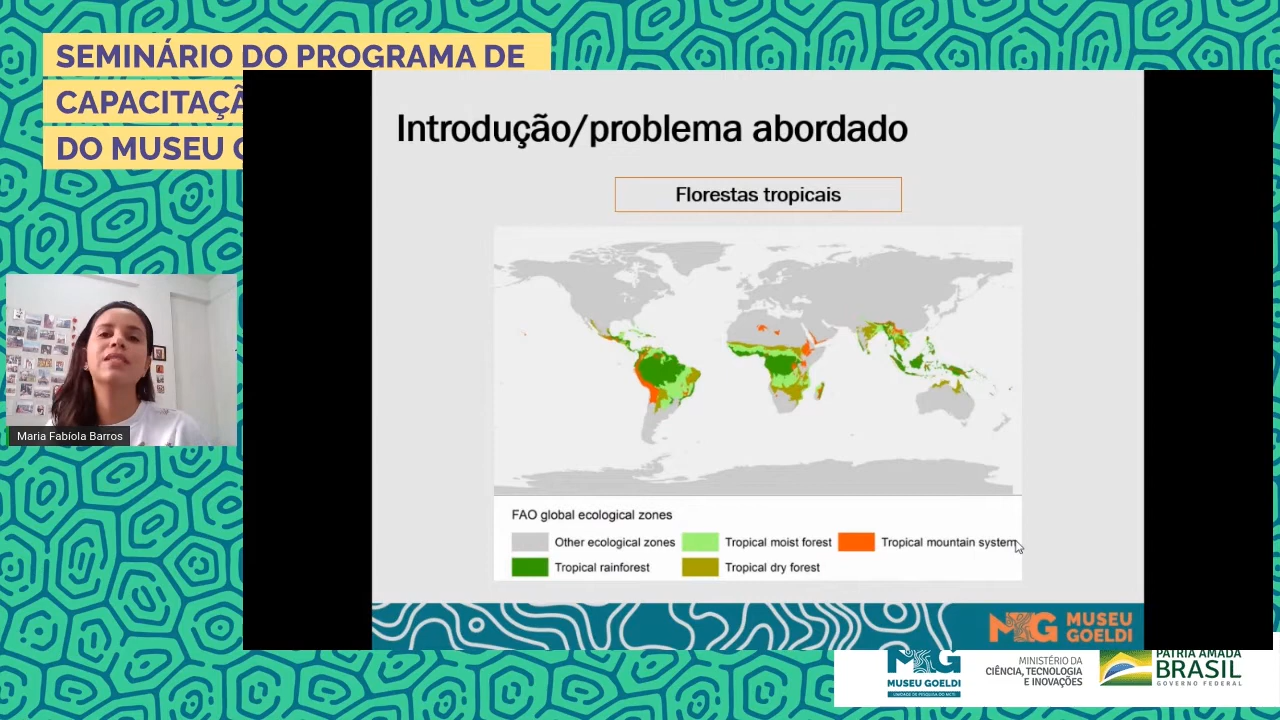 SEMINÁRIO DO PROGRAMA DE
CAPACITAÇÃ
DO MUSEU
Introdução/problema abordado
Florestas tropicais
FAO global ecological zones
Other ecological zones
Tropical moist forest
Tropical mountain system
Tropical rainforest
Tropical dry forest
Maria Fabíola Barros
MUSEU
GOELDI
MUSEU GOELDI
UNIDADE DE PESQUISA DO MCTI
MINISTÉRIO DA
CIÊNCIA, TECNOLOGIA
E INOVAÇÕES
PÁTRIA AMADA
BRASIL
GOVERNO FEDERAL